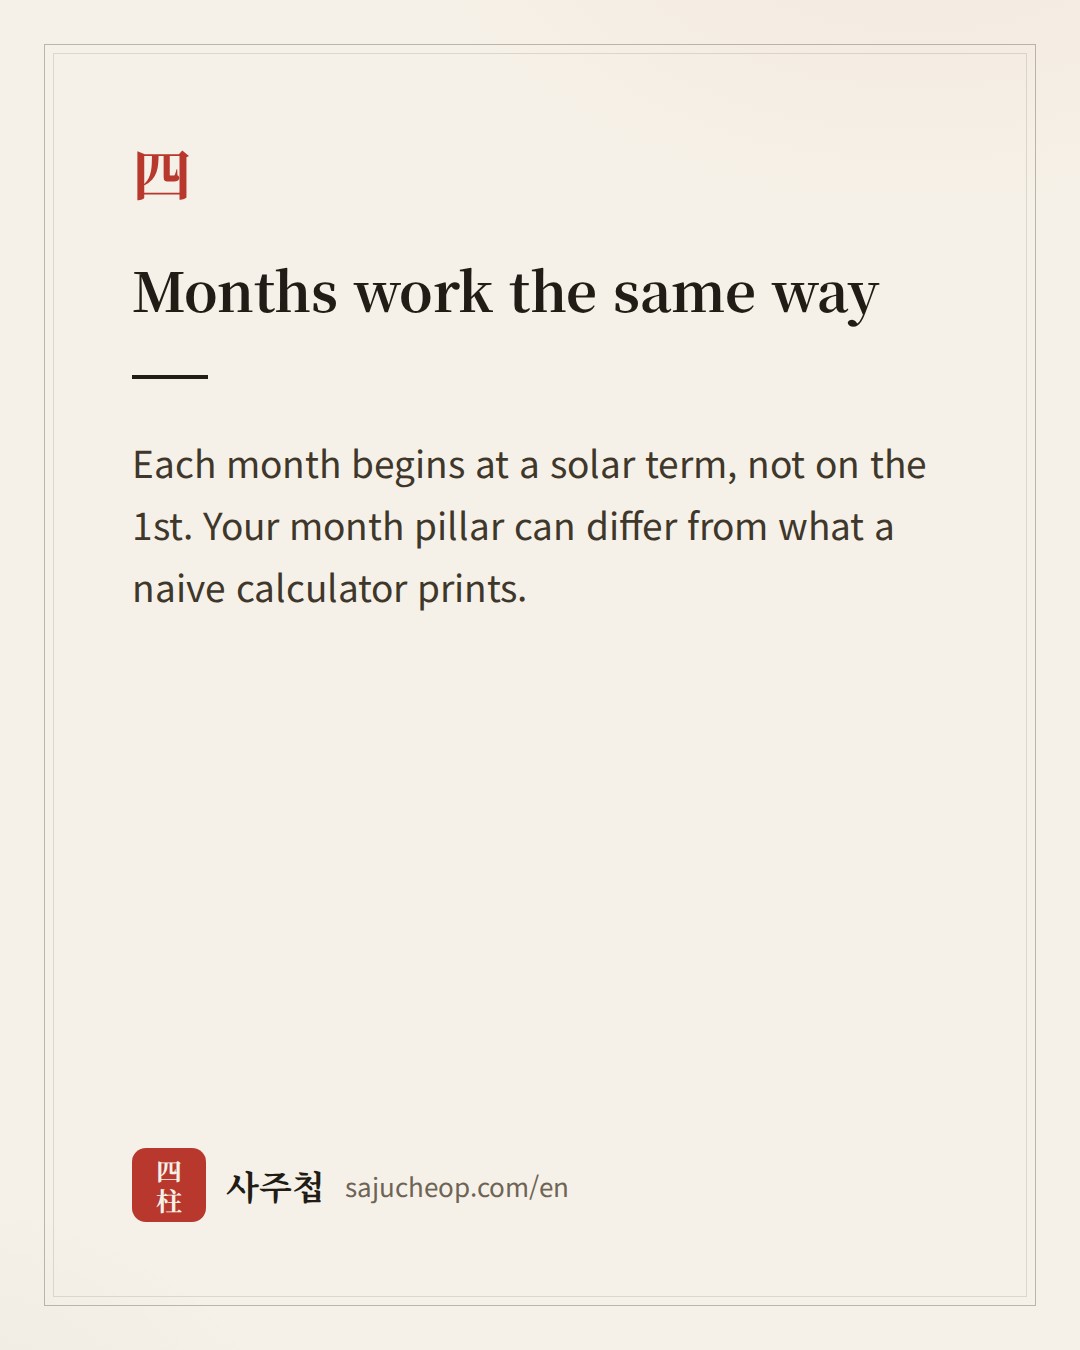 四
Months work the same way
Each month begins at a solar term, not on the
1st. Your month pillar can differ from what a
naive calculator prints.
四
柱
사주첩 sajucheop.com/en